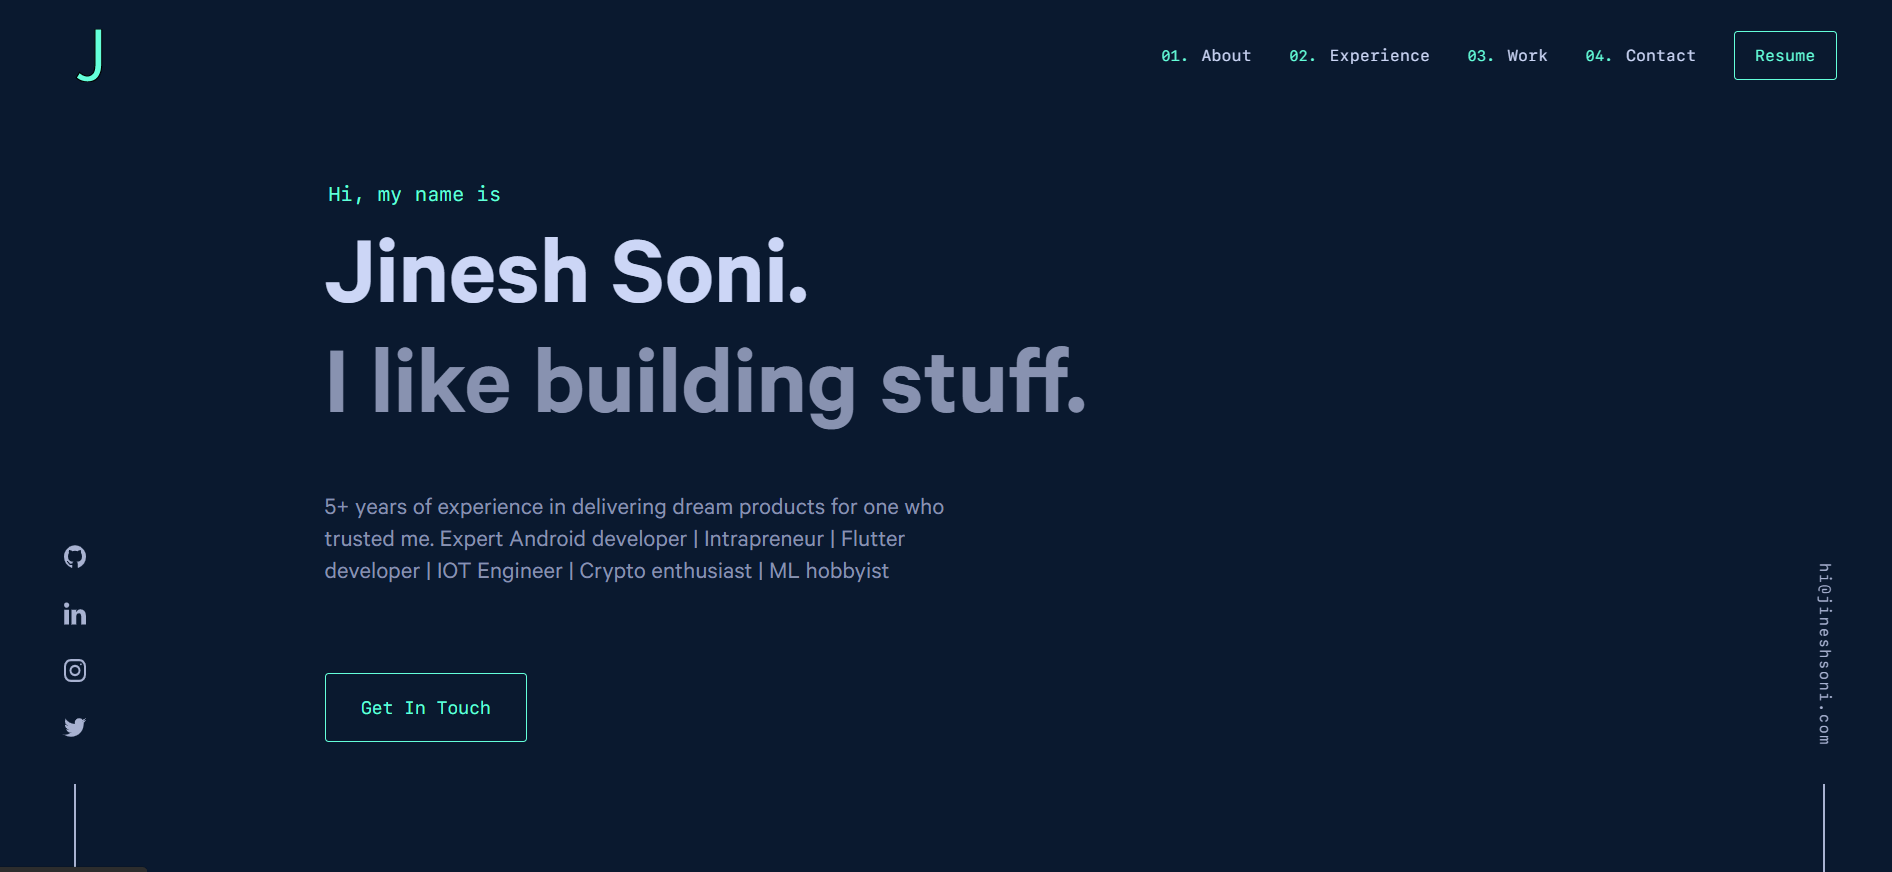 J
01. About 02. Experience 03. Work 04. Contact Resume
Hi, my name is
Jinesh Soni.
I like building stuff.
5+ years of experience in delivering dream products for one who
trusted me. Expert Android developer | Intrapreneur | Flutter
developer | IOT Engineer | Crypto enthusiast | ML hobbyist
Get In Touch
in
hi@jineshsoni.com